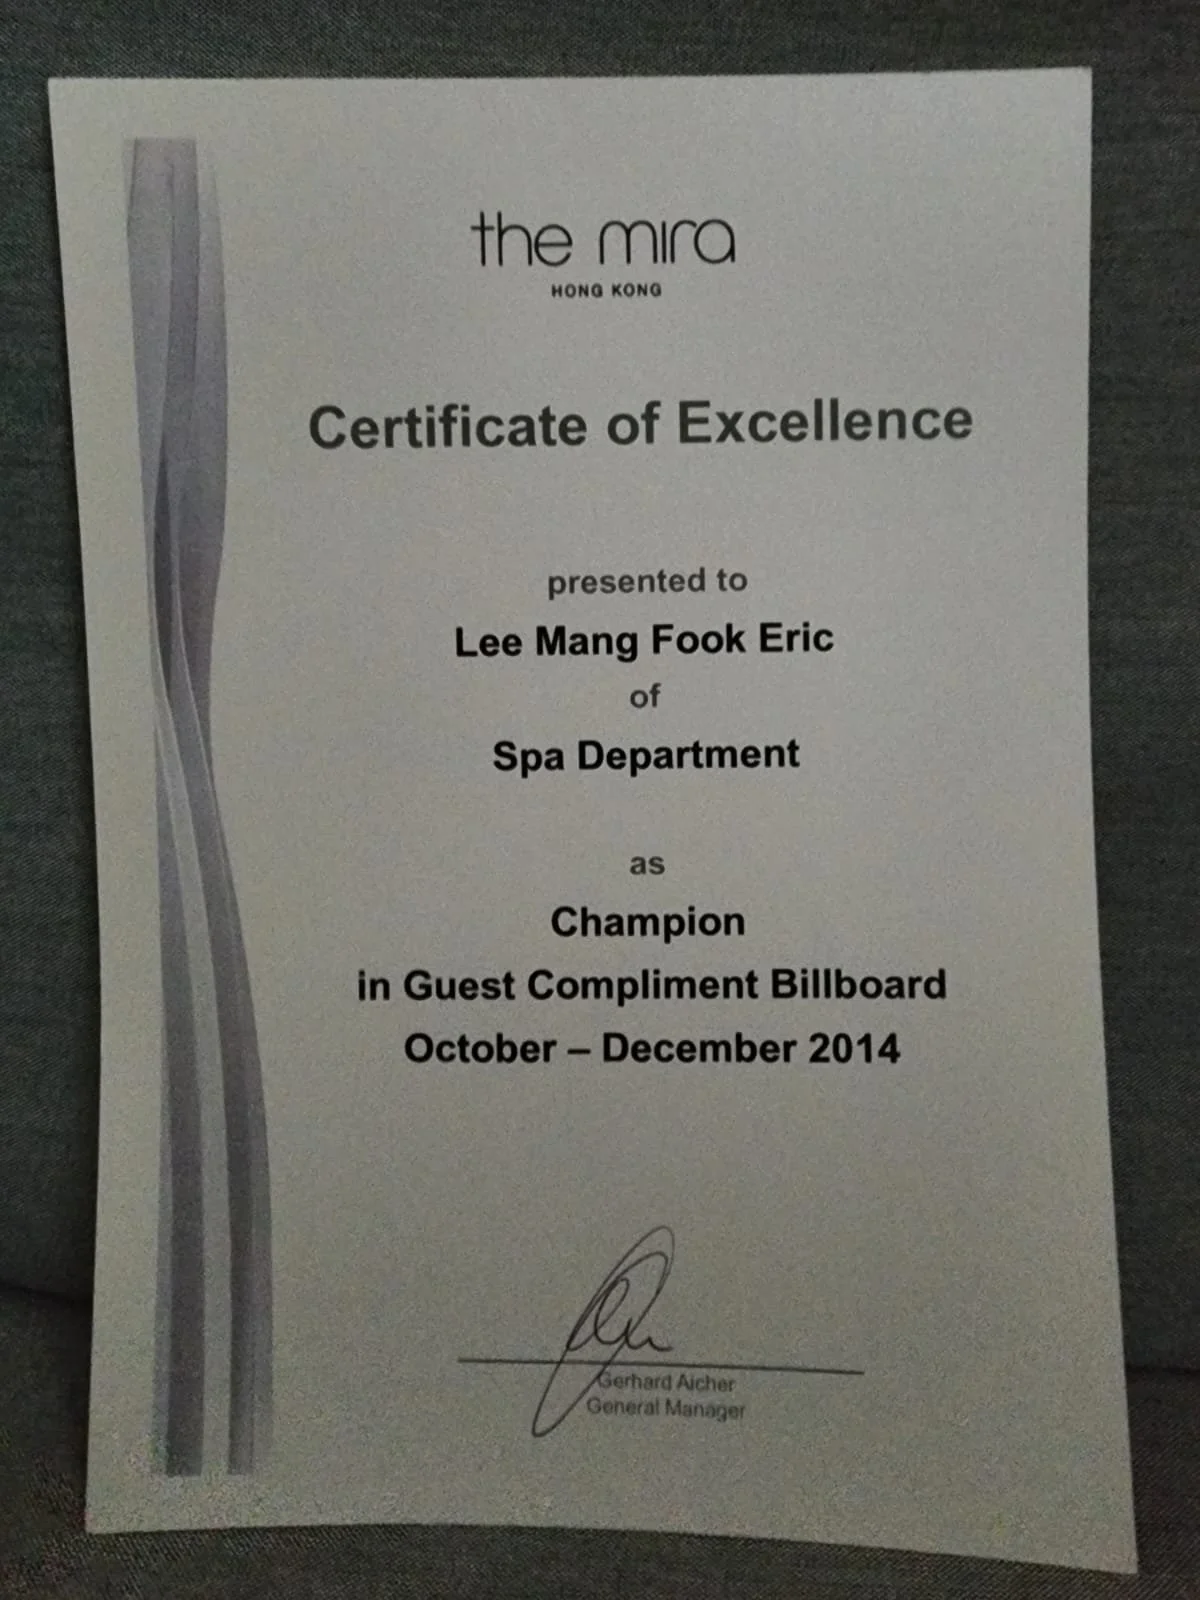 the mira
HONG KONG
Certificate of Excellence
presented to
Lee Mang Fook Eric
of
Spa Department
as
Champion
in Guest Compliment Billboard
October – December 2014
Gerhard Aicher
General Manager